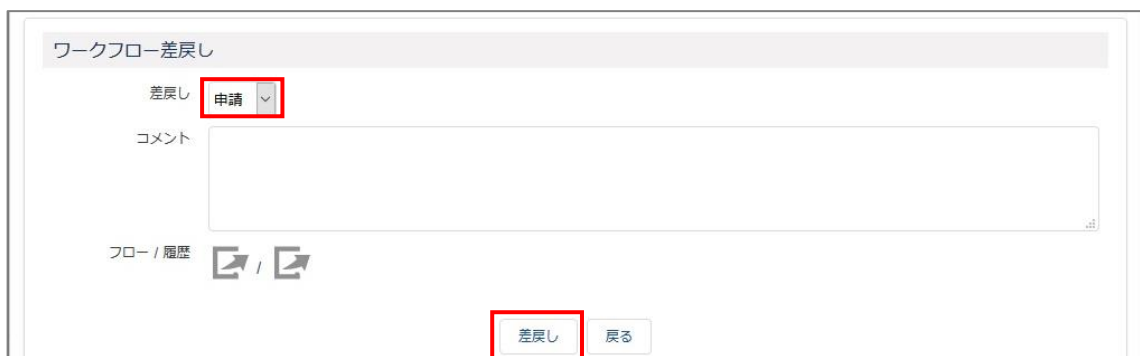 ワークフロー差戻し
差戻し 申請
コメント
フロー / 履歴 /
差戻し 戻る